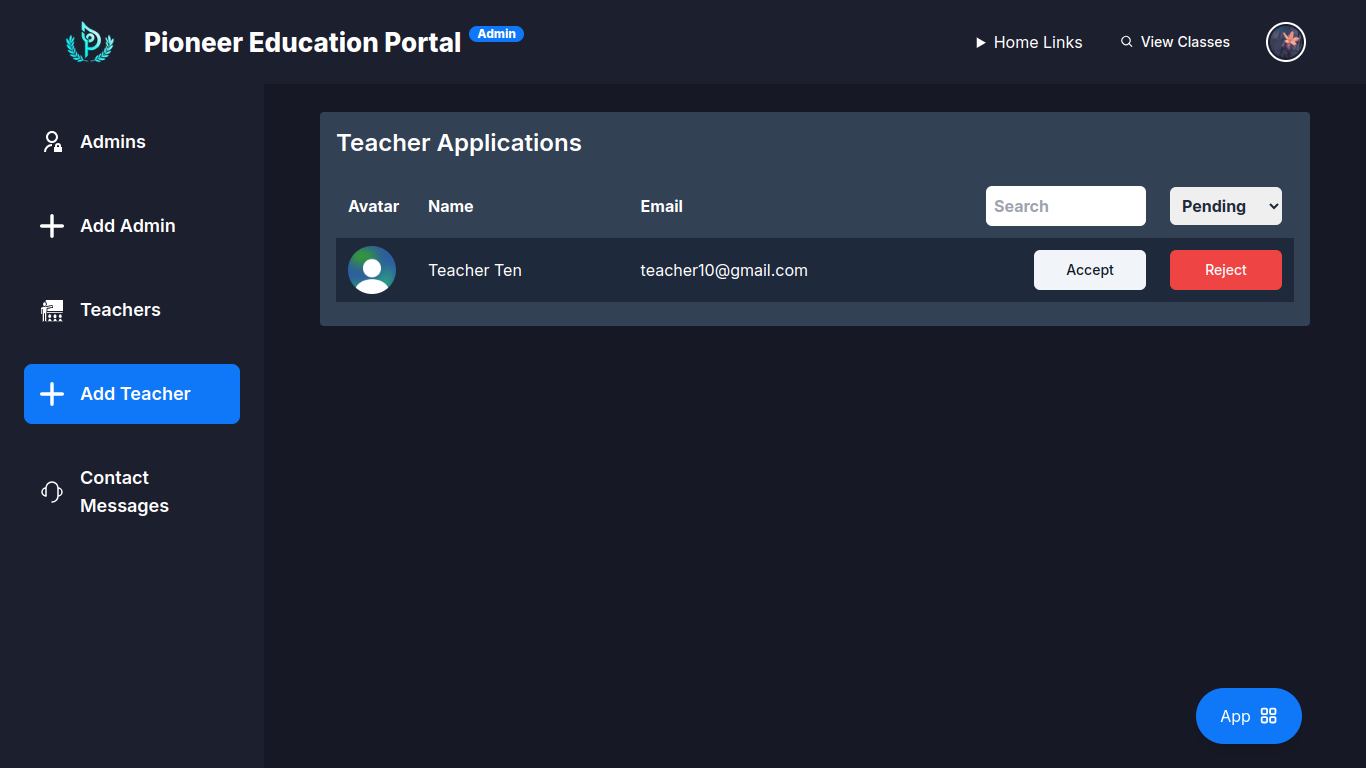 Pioneer Education Portal Admin
Home Links
View Classes
Admins
Add Admin
Teachers
Add Teacher
Contact
Messages
Teacher Applications
Avatar Name Email Search Pending
Teacher Ten teacher10@gmail.com Accept Reject
App